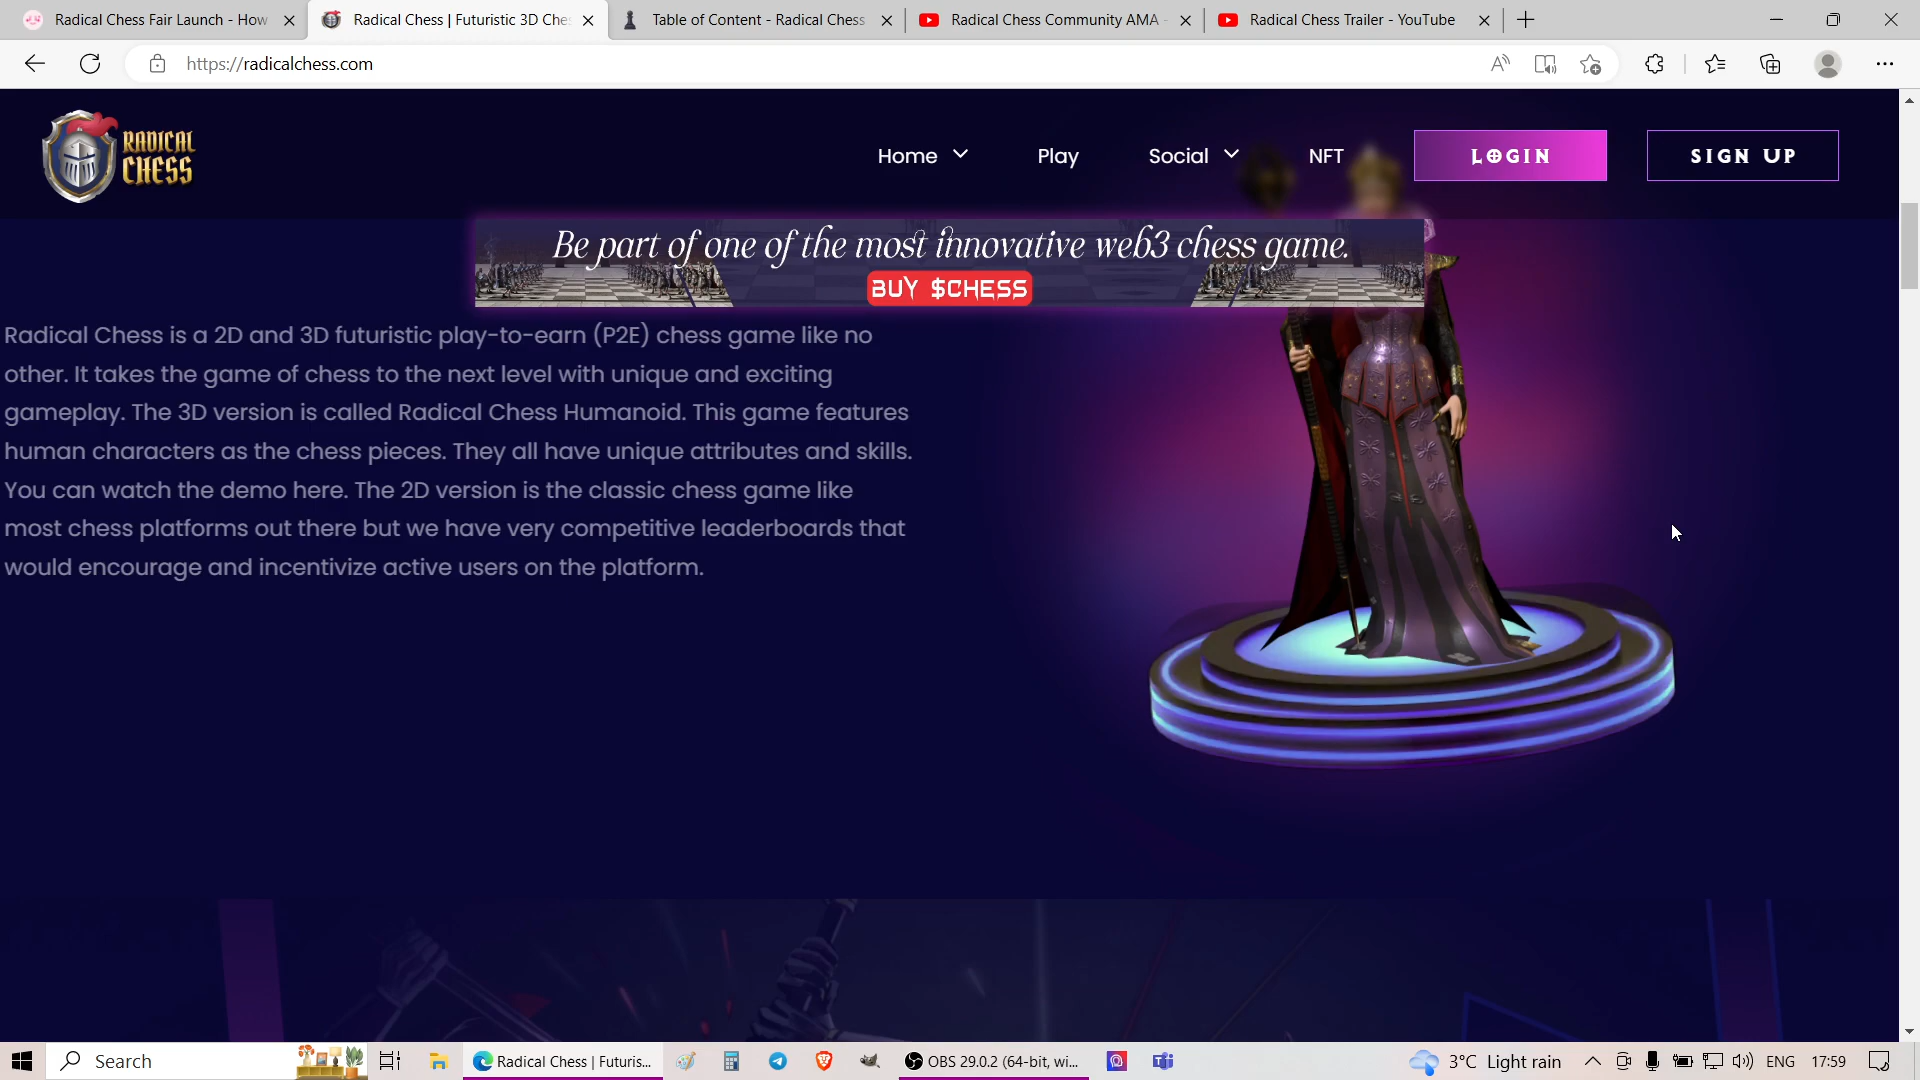 Radical Chess Fair Launch - How
Radical Chess | Futuristic 3D Che
Table of Content - Radical Chess
Radical Chess Community AMA -
Radical Chess Trailer - YouTube
https://radicalchess.com
RADICAL CHESS
Home
Play
Social
NFT
LOGIN
SIGN UP
Be part of one of the most innovative web3 chess game.
BUY $CHESS
Radical Chess is a 2D and 3D futuristic play-to-earn (P2E) chess game like no
other. It takes the game of chess to the next level with unique and exciting
gameplay. The 3D version is called Radical Chess Humanoid. This game features
human characters as the chess pieces. They all have unique attributes and skills.
You can watch the demo here. The 2D version is the classic chess game like
most chess platforms out there but we have very competitive leaderboards that
would encourage and incentivize active users on the platform.
Search
Radical Chess | Futuris...
OBS 29.0.2 (64-bit, wi...
3°C Light rain
ENG
17:59